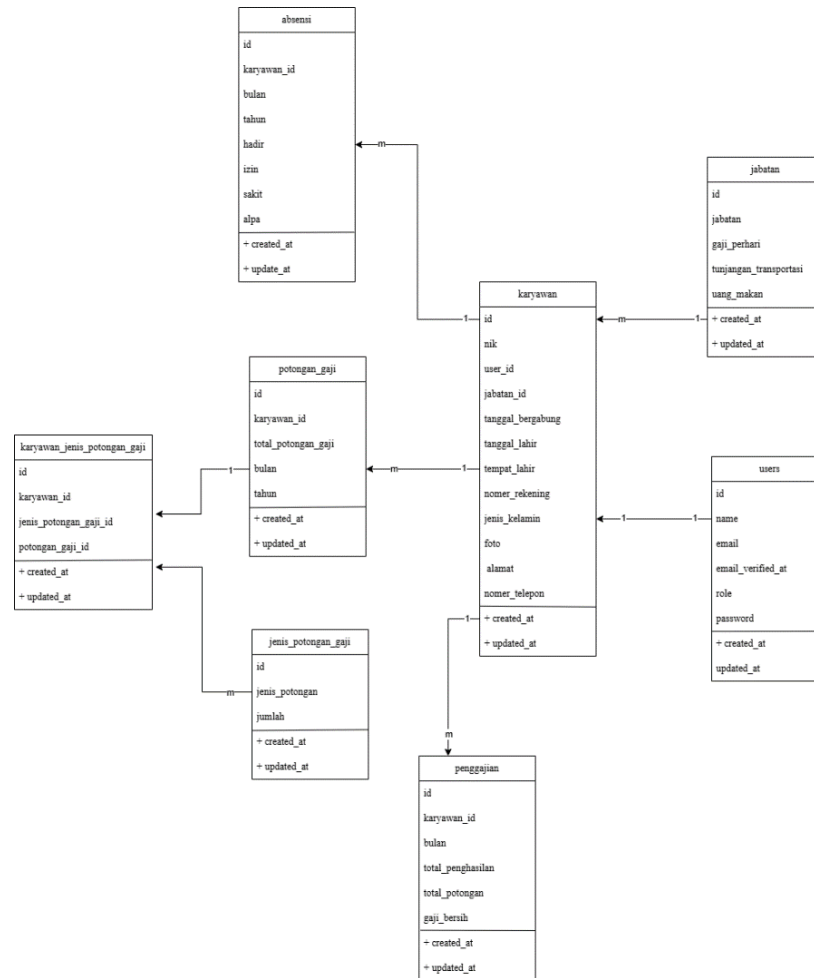 absensi
id
karyawan_id
bulan
tahun
hadir
izin
sakit
alpa
+ created_at
+ update_at
m
1
jabatan
id
jabatan
gaji_perhari
tunjangan_transportasi
uang_makan
+ created_at
+ updated_at
m
1
karyawan
id
nik
user_id
jabatan_id
tanggal_bergabung
tanggal_lahir
tempat_lahir
nomer_rekening
jenis_kelamin
foto
alamat
nomer_telepon
+ created_at
+ updated_at
potongan_gaji
id
karyawan_id
total_potongan_gaji
bulan
tahun
+ created_at
+ updated_at
m
1
karyawan_jenis_potongan_gaji
id
karyawan_id
jenis_potongan_gaji_id
potongan_gaji_id
+ created_at
+ updated_at
1
m
users
id
name
email
email_verified_at
role
password
+ created_at
updated_at
1
1
jenis_potongan_gaji
id
jenis_potongan
jumlah
+ created_at
+ updated_at
1
m
penggajian
id
karyawan_id
bulan
total_penghasilan
total_potongan
gaji_bersih
+ created_at
+ updated_at